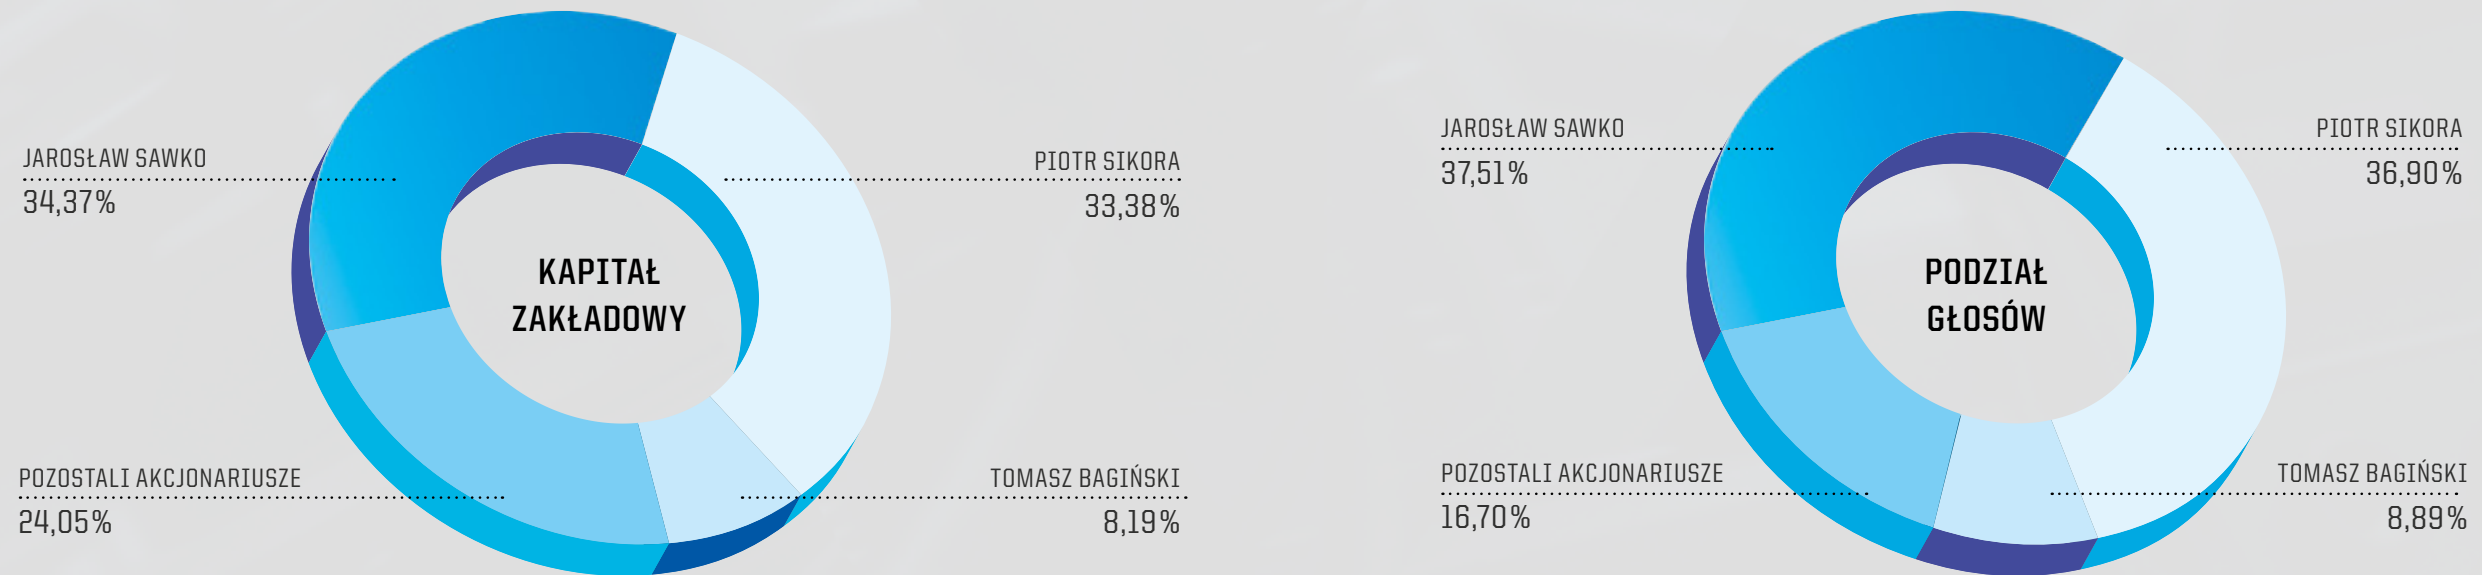 JAROSŁAW SAWKO
34,37%
PIOTR SIKORA
33,38%
KAPITAŁ
ZAKŁADOWY
POZOSTALI AKCJONARIUSZE
24,05%
TOMASZ BAGIŃSKI
8,19%
JAROSŁAW SAWKO
37,51%
PIOTR SIKORA
36,90%
PODZIAŁ
GŁOSÓW
POZOSTALI AKCJONARIUSZE
16,70%
TOMASZ BAGIŃSKI
8,89%